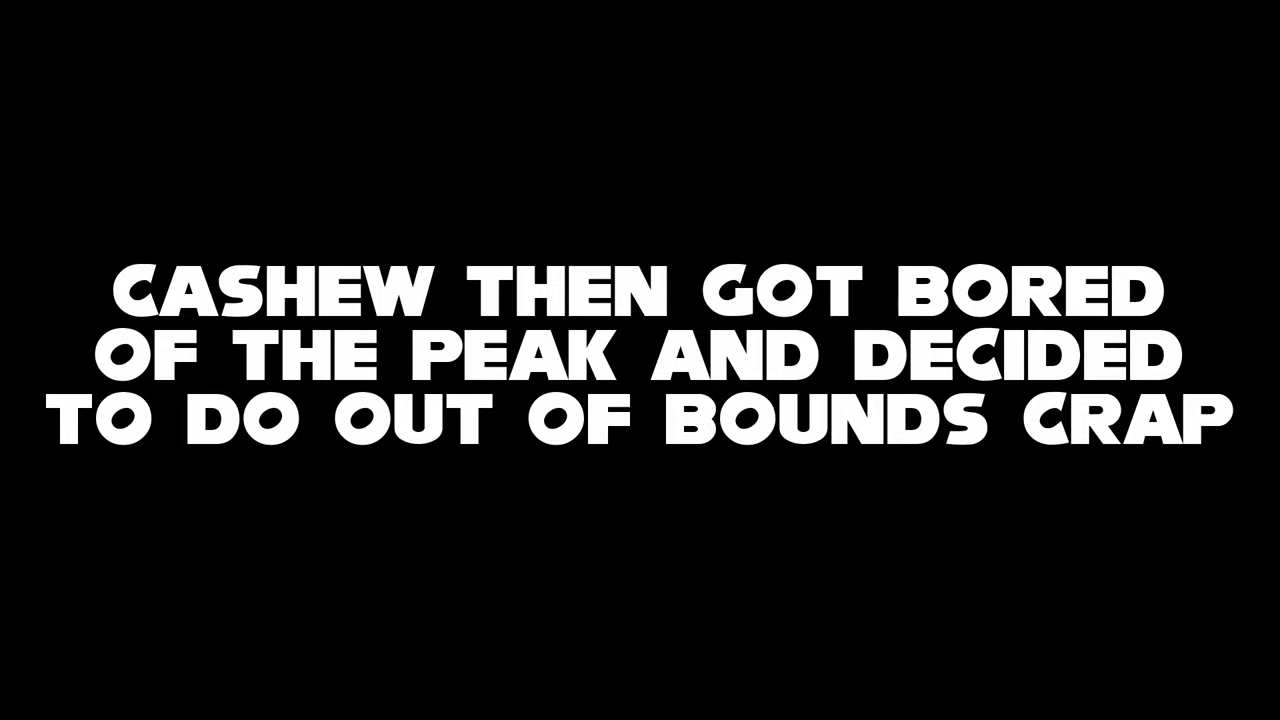 CASHEW THEN GOT BORED
OF THE PEAK AND DECIDED
TO DO OUT OF BOUNDS CRAP